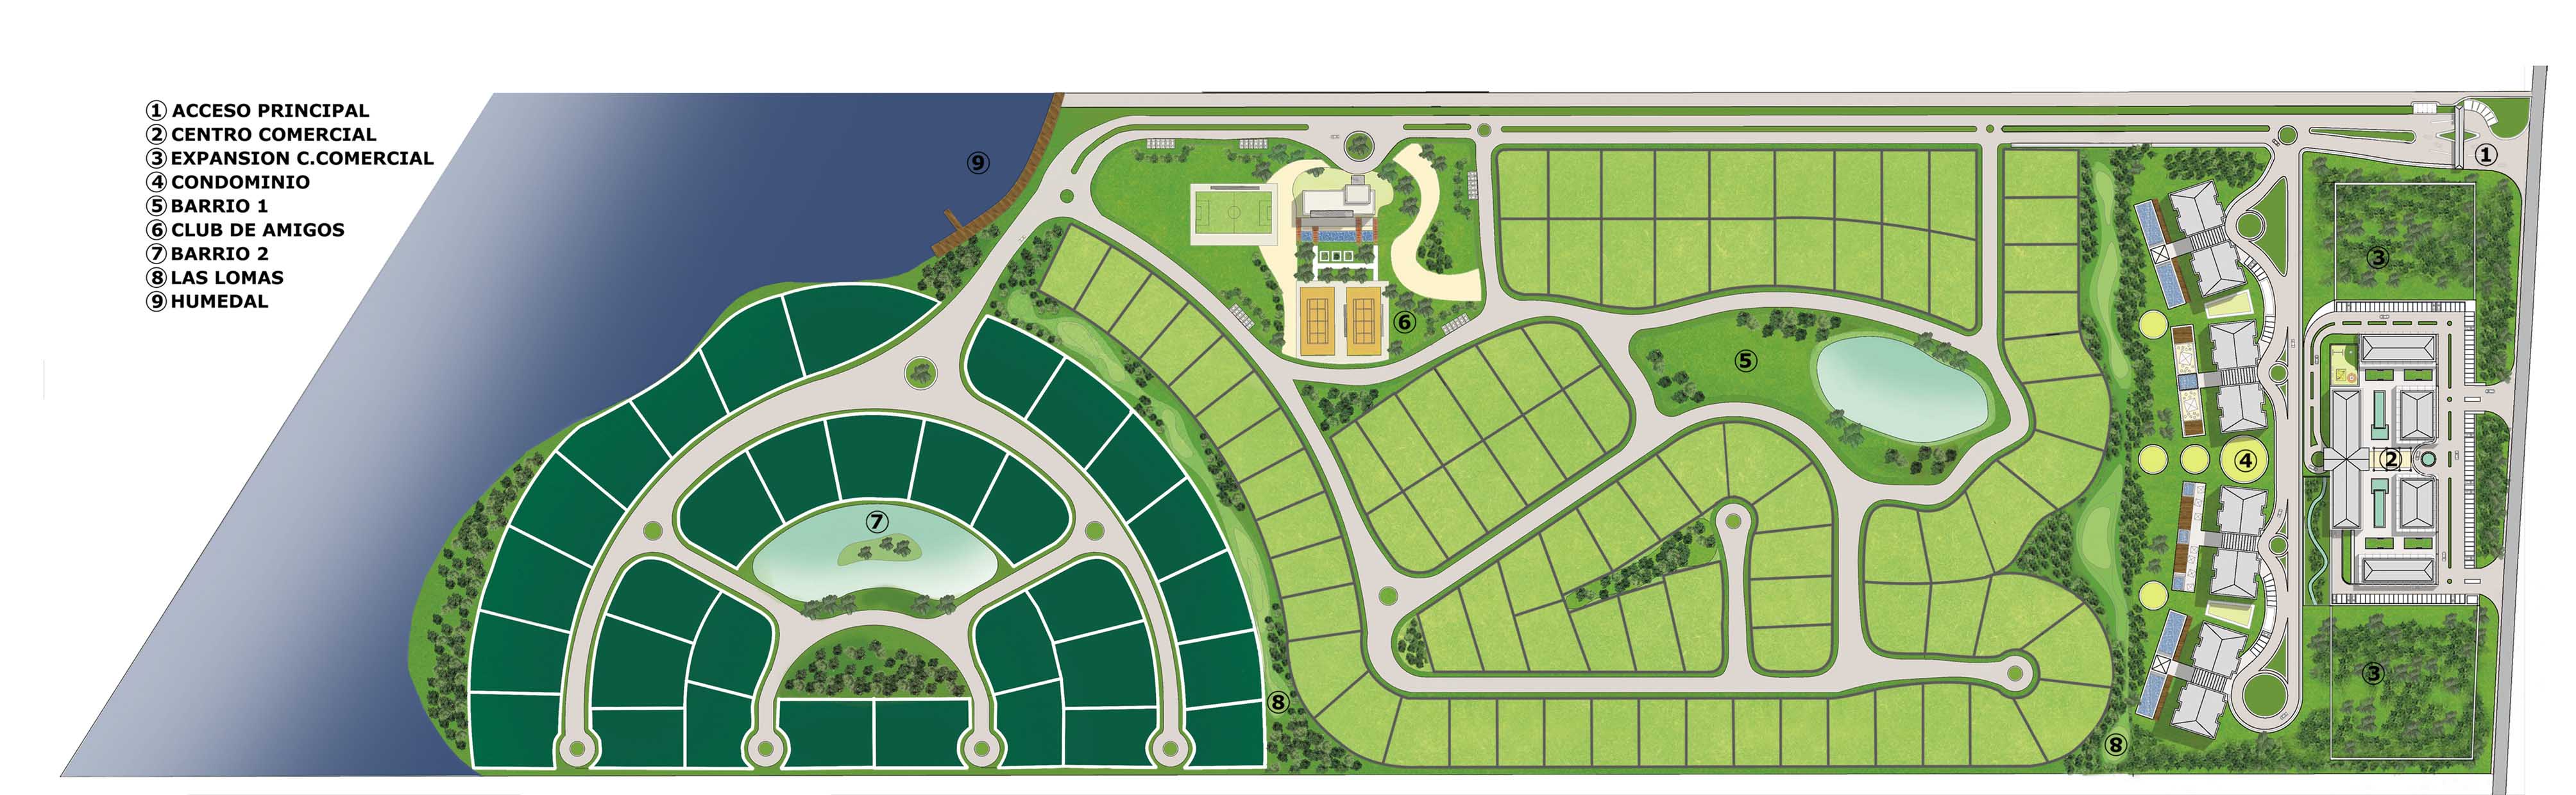 ① ACCESO PRINCIPAL
② CENTRO COMERCIAL
③ EXPANSION C.COMERCIAL
④ CONDOMINIO
⑤ BARRIO 1
⑥ CLUB DE AMIGOS
⑦ BARRIO 2
⑧ LAS LOMAS
⑨ HUMEDAL
⑨
①
③
⑥
⑤
④
②
⑦
③
⑧
⑧